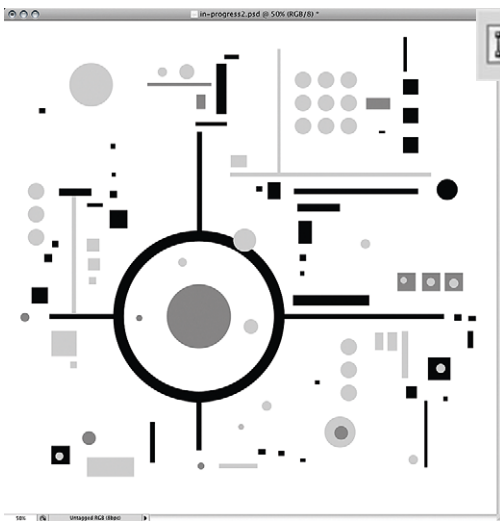 in-progress2.psd @ 50% (RGB/8) *
50% Untagged RGB (8bpc)